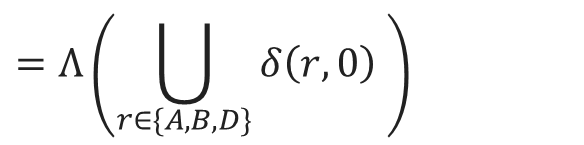 = Λ(⋃_{r∈{A,B,D}} δ(r, 0))